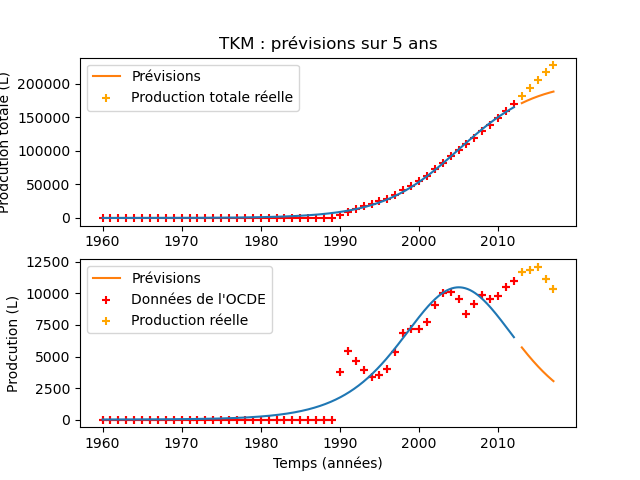 TKM : prévisions sur 5 ans
Prodcution totale (L)
200000
150000
100000
50000
0
Prévisions
Production totale réelle
1960 1970 1980 1990 2000 2010
Prodcution (L)
12500
10000
7500
5000
2500
0
Prévisions
Données de l'OCDE
Production réelle
1960 1970 1980 1990 2000 2010
Temps (années)